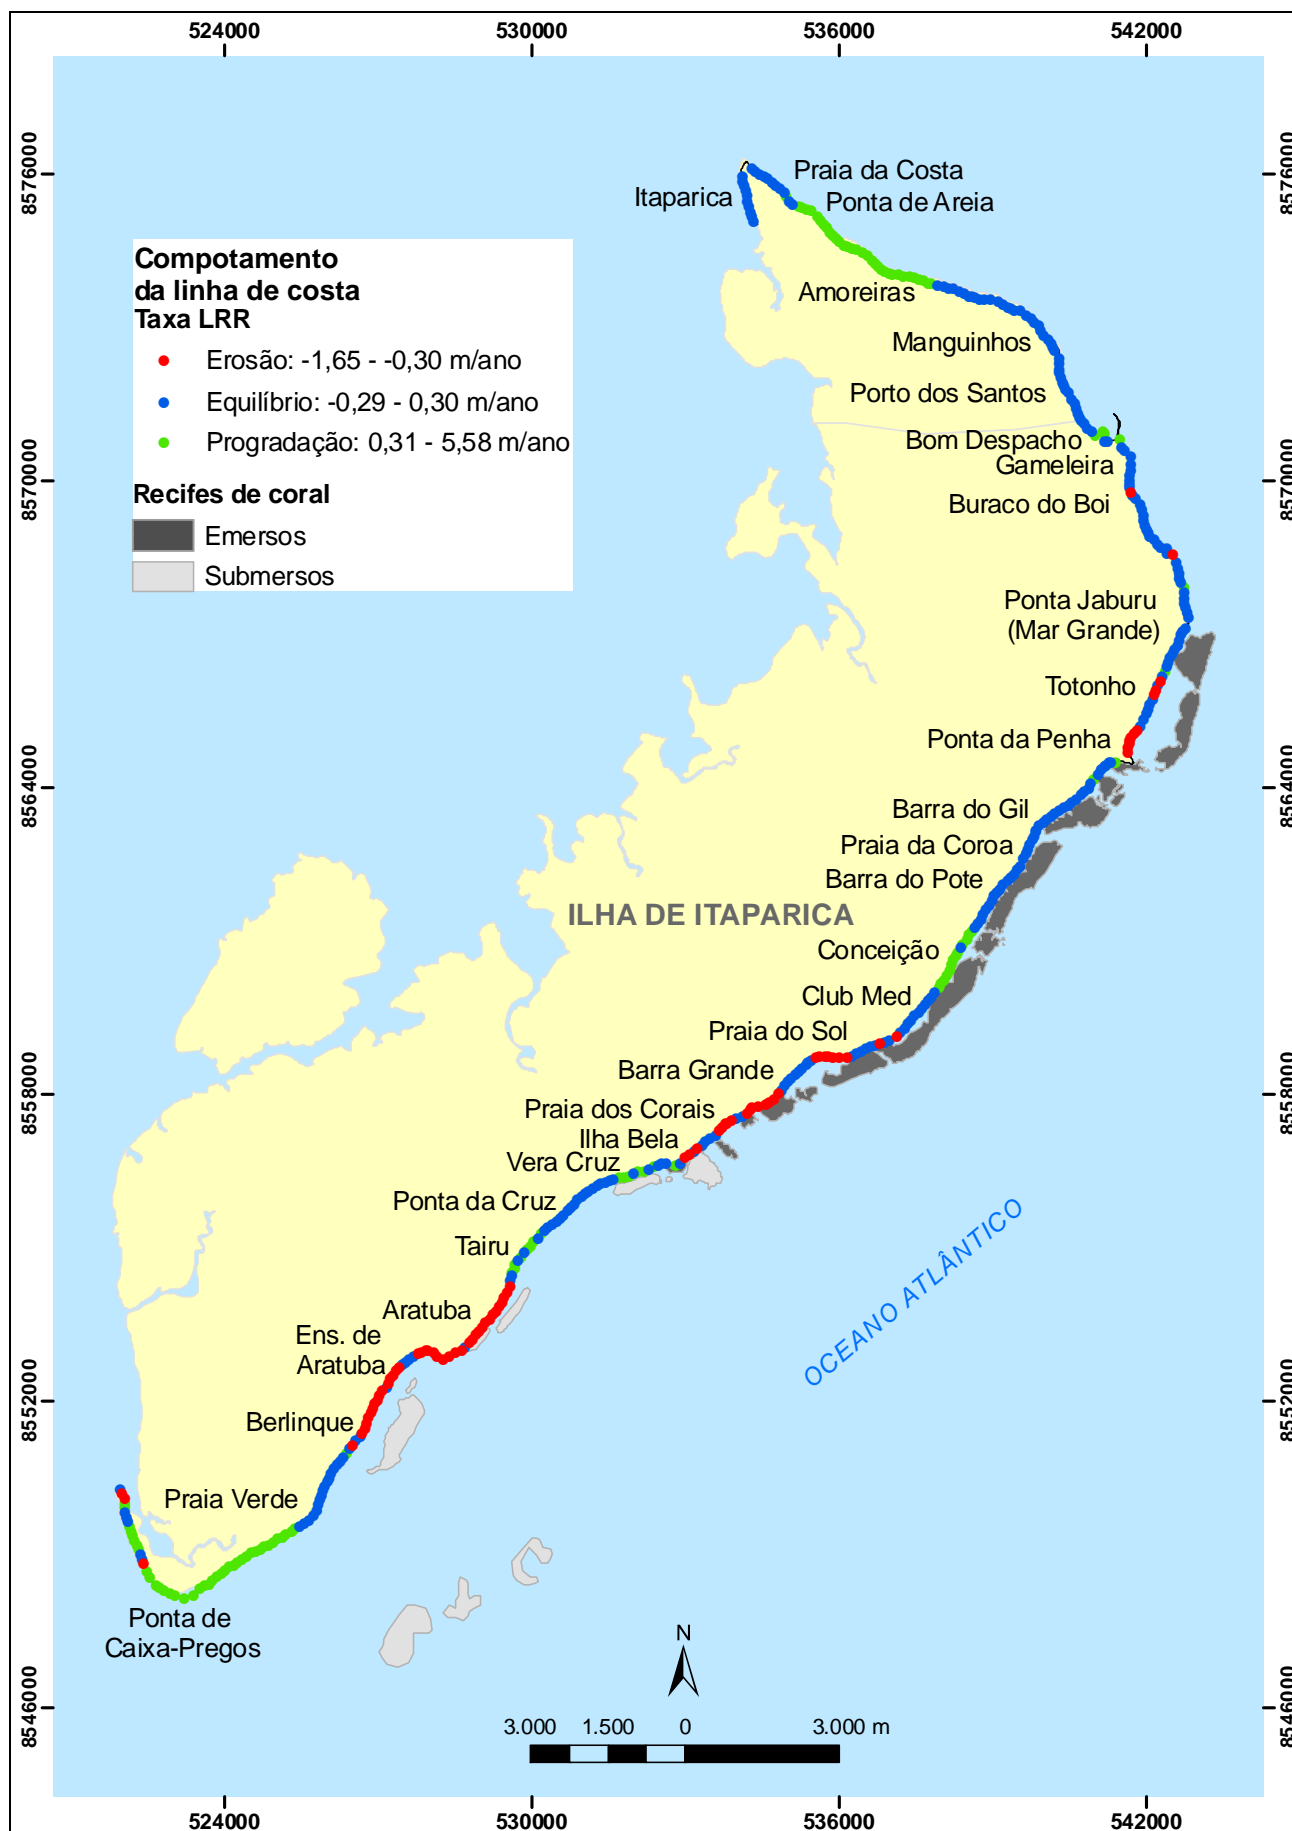 524000
530000
536000
542000
8576000
8576000
Praia da Costa
Itaparica
Ponta de Areia
Compotamento
da linha de costa
Taxa LRR
Erosão: -1,65 - -0,30 m/ano
Equilíbrio: -0,29 - 0,30 m/ano
Progradação: 0,31 - 5,58 m/ano
Recifes de coral
Emersos
Submersos
Amoreiras
Manguinhos
Porto dos Santos
Bom Despacho
Gameleira
8570000
8570000
Buraco do Boi
Ponta Jaburu
(Mar Grande)
Totonho
Ponta da Penha
8564000
8564000
Barra do Gil
Praia da Coroa
Barra do Pote
ILHA DE ITAPARICA
Conceição
Club Med
Praia do Sol
Barra Grande
8558000
8558000
Praia dos Corais
Ilha Bela
Vera Cruz
Ponta da Cruz
Tairu
OCEANO ATLÂNTICO
Aratuba
Ens. de
Aratuba
8552000
8552000
Berlinque
Praia Verde
Ponta de
Caixa-Pregos
N
8546000
8546000
3.000
1.500
0
3.000 m
524000
530000
536000
542000